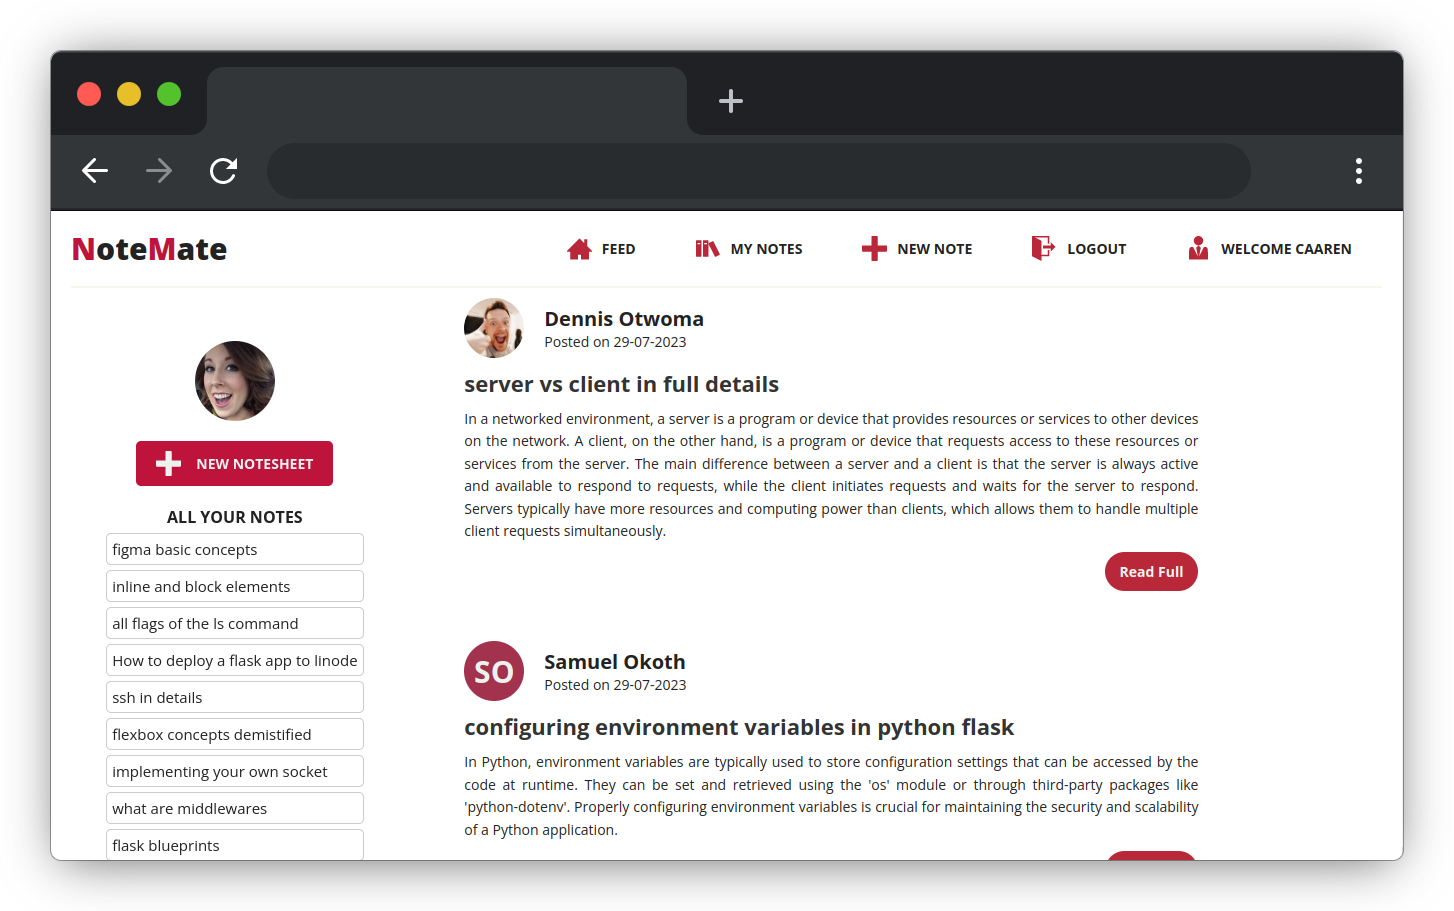 NoteMate
FEED
MY NOTES
NEW NOTE
LOGOUT
WELCOME CAAREN
NEW NOTESHEET
ALL YOUR NOTES
figma basic concepts
inline and block elements
all flags of the ls command
How to deploy a flask app to linode
ssh in details
flexbox concepts demistified
implementing your own socket
what are middlewares
flask blueprints
Dennis Otwoma
Posted on 29-07-2023
server vs client in full details
In a networked environment, a server is a program or device that provides resources or services to other devices
on the network. A client, on the other hand, is a program or device that requests access to these resources or
services from the server. The main difference between a server and a client is that the server is always active
and available to respond to requests, while the client initiates requests and waits for the server to respond.
Servers typically have more resources and computing power than clients, which allows them to handle multiple
client requests simultaneously.
Read Full
SO
Samuel Okoth
Posted on 29-07-2023
configuring environment variables in python flask
In Python, environment variables are typically used to store configuration settings that can be accessed by the
code at runtime. They can be set and retrieved using the 'os' module or through third-party packages like
'python-dotenv'. Properly configuring environment variables is crucial for maintaining the security and scalability
of a Python application.